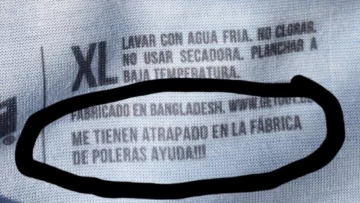 XL
LAVAR CON AGUA FRIA. NO CLORAR.
NO USAR SECADORA. PLANCHAR A
BAJA TEMPERATURA.
FABRICADO EN BANGLADESH.
ME TIENEN ATRAPADO EN LA FÁBRICA
DE POLERAS AYUDA!!!